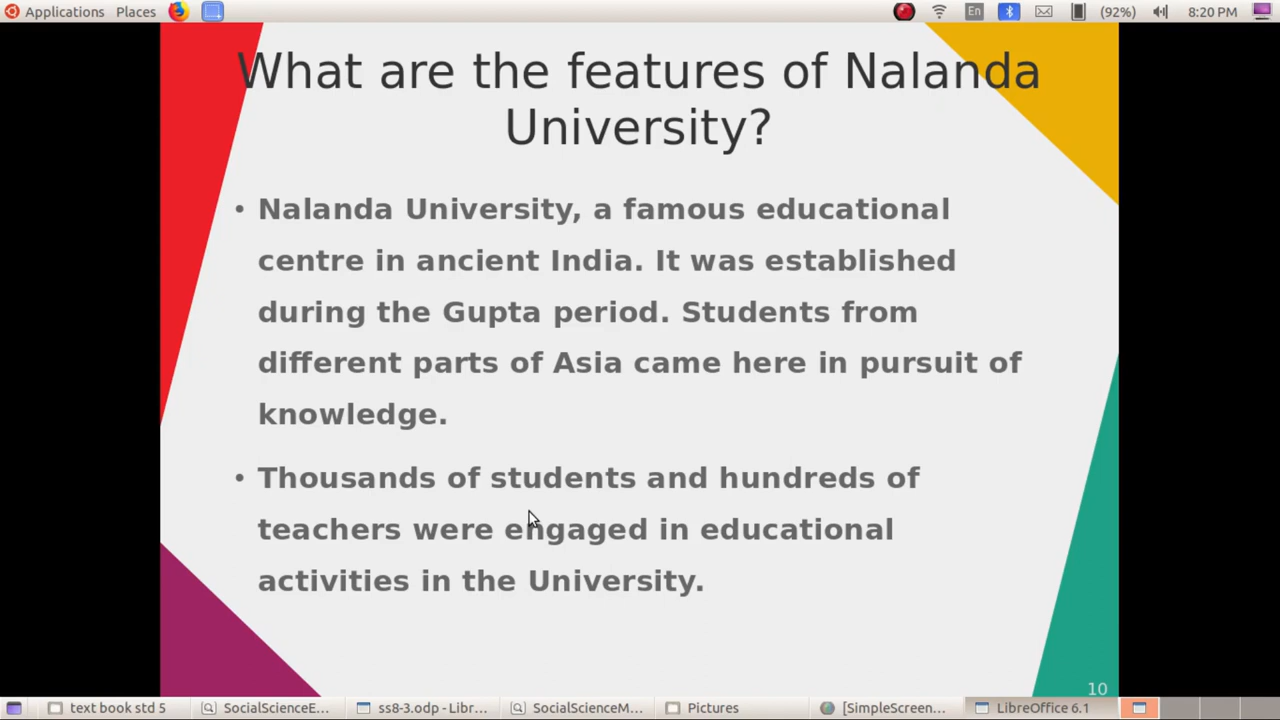 Applications Places En (92%) 8:20 PM
What are the features of Nalanda
University?
• Nalanda University, a famous educational
centre in ancient India. It was established
during the Gupta period. Students from
different parts of Asia came here in pursuit of
knowledge.
• Thousands of students and hundreds of
teachers were engaged in educational
activities in the University.
10
text book std 5 SocialScienceE... ss8-3.odp - Libr... SocialScienceM... Pictures [SimpleScreen... LibreOffice 6.1